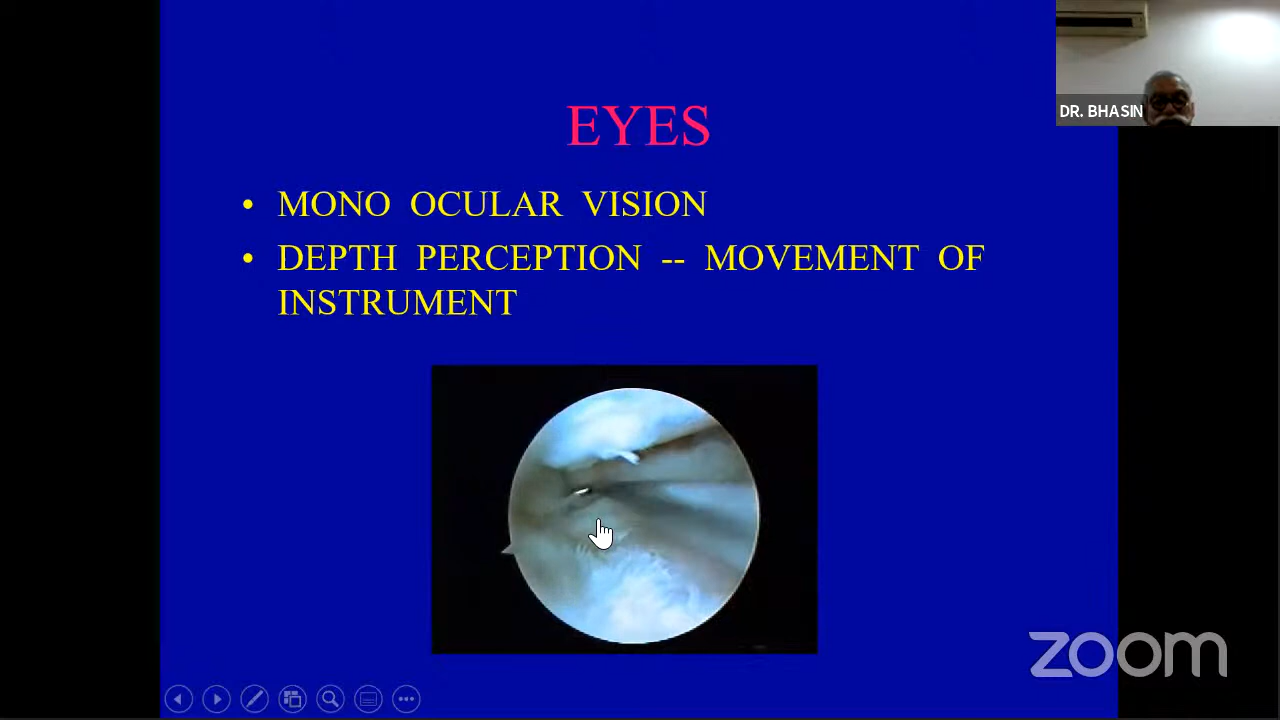 DR. BHASIN
EYES
• MONO OCULAR VISION
• DEPTH PERCEPTION -- MOVEMENT OF
INSTRUMENT
zoom